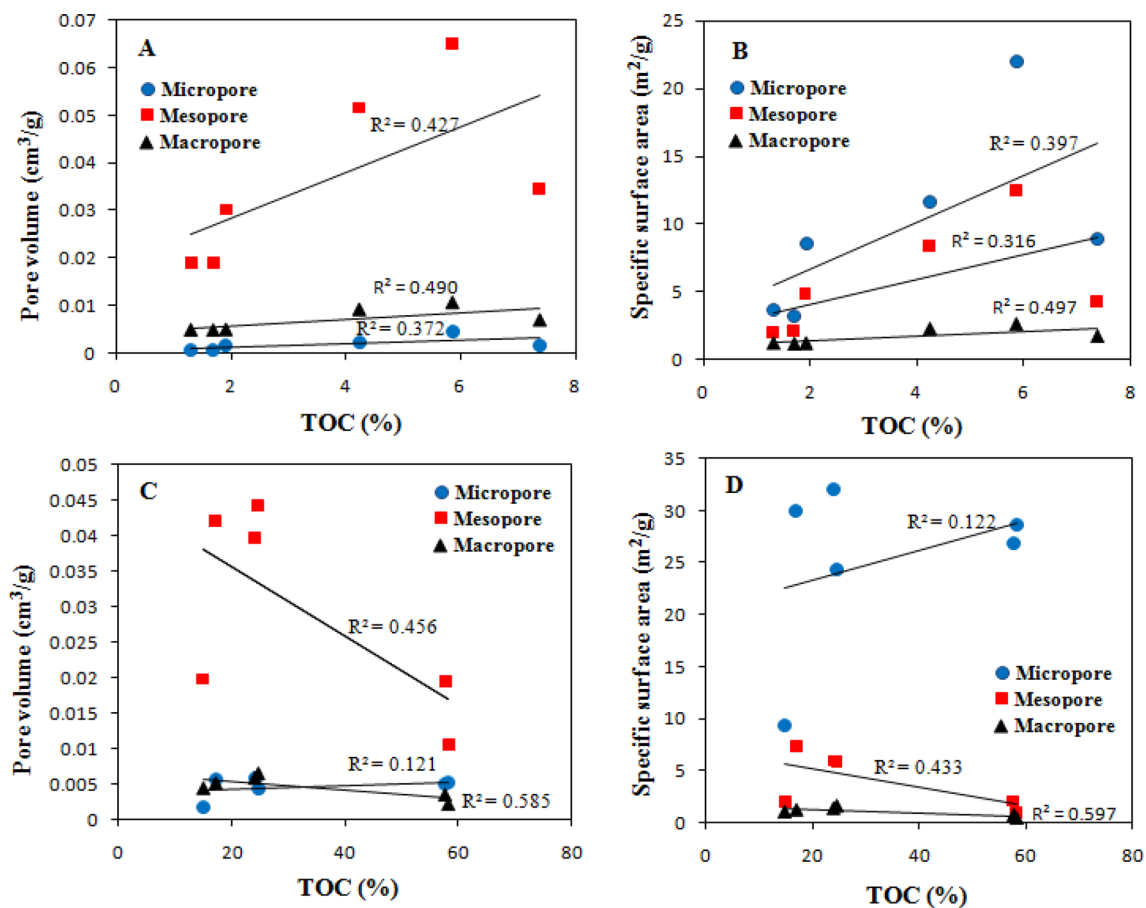 A
Micropore
Mesopore
Macropore
R² = 0.427
R² = 0.490
R² = 0.372
Pore volume (cm³/g)
0.07
0.06
0.05
0.04
0.03
0.02
0.01
0
0 2 4 6 8
TOC (%)
B
Micropore
Mesopore
Macropore
R² = 0.397
R² = 0.316
R² = 0.497
Specific surface area (m²/g)
25
20
15
10
5
0
0 2 4 6 8
TOC (%)
C
Micropore
Mesopore
Macropore
R² = 0.456
R² = 0.121
R² = 0.585
Pore volume (cm³/g)
0.05
0.045
0.04
0.035
0.03
0.025
0.02
0.015
0.01
0.005
0
0 20 40 60 80
TOC (%)
D
R² = 0.122
Micropore
Mesopore
Macropore
R² = 0.433
R² = 0.597
Specific surface area (m²/g)
35
30
25
20
15
10
5
0
0 20 40 60 80
TOC (%)